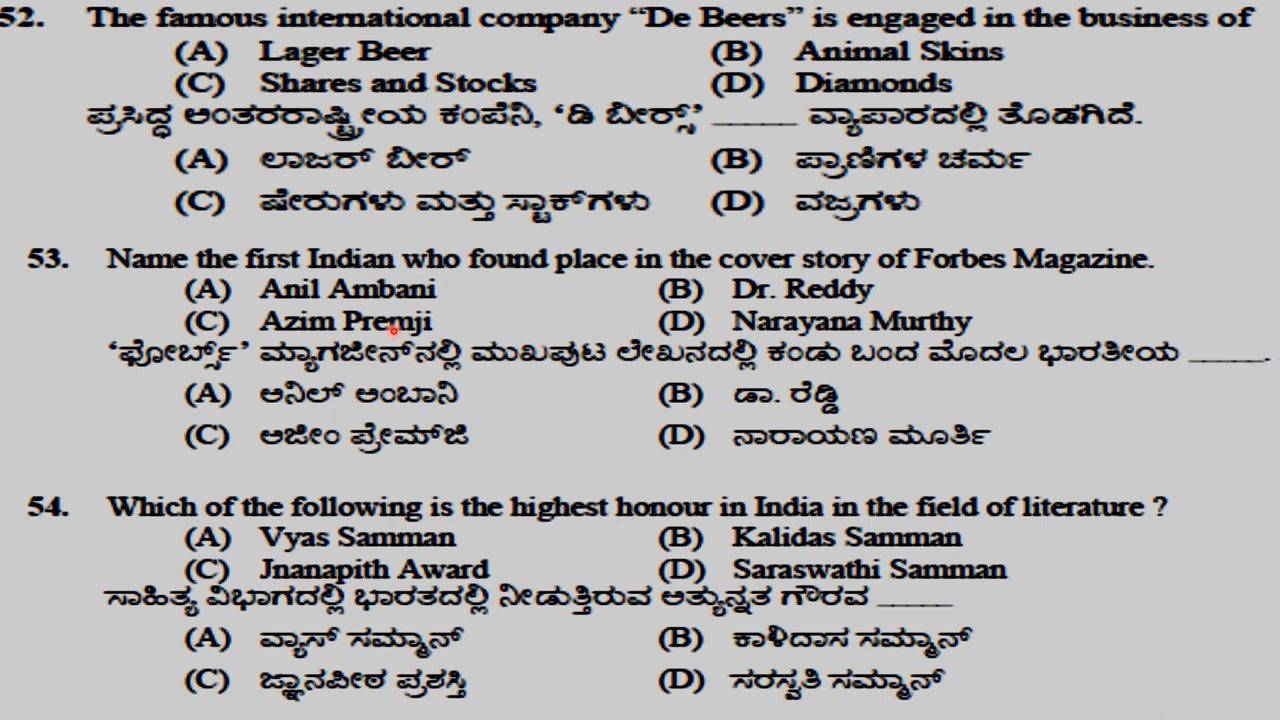 52. The famous international company “De Beers” is engaged in the business of
(A) Lager Beer (B) Animal Skins
(C) Shares and Stocks (D) Diamonds
ಪ್ರಸಿದ್ಧ ಅಂತರರಾಷ್ಟ್ರೀಯ ಕಂಪೆನಿ, ‘ಡಿ ಬೀರ್ಸ್’ _____ ವ್ಯಾಪಾರದಲ್ಲಿ ತೊಡಗಿದೆ.
(A) ಲಾಜರ್ ಬೀರ್ (B) ಪ್ರಾಣಿಗಳ ಚರ್ಮ
(C) ಷೇರುಗಳು ಮತ್ತು ಸ್ಟಾಕ್‌ಗಳು (D) ವಜ್ರಗಳು
53. Name the first Indian who found place in the cover story of Forbes Magazine.
(A) Anil Ambani (B) Dr. Reddy
(C) Azim Premji (D) Narayana Murthy
‘ಫೋರ್ಬ್ಸ್’ ಮ್ಯಾಗಜೀನ್‌ನಲ್ಲಿ ಮುಖಪುಟ ಲೇಖನದಲ್ಲಿ ಕಂಡು ಬಂದ ಮೊದಲ ಭಾರತೀಯ _____.
(A) ಅನಿಲ್ ಅಂಬಾನಿ (B) ಡಾ. ರೆಡ್ಡಿ
(C) ಅಜೀಂ ಪ್ರೇಮ್‌ಜಿ (D) ನಾರಾಯಣ ಮೂರ್ತಿ
54. Which of the following is the highest honour in India in the field of literature ?
(A) Vyas Samman (B) Kalidas Samman
(C) Jnanapith Award (D) Saraswathi Samman
ಸಾಹಿತ್ಯ ವಿಭಾಗದಲ್ಲಿ ಭಾರತದಲ್ಲಿ ನೀಡುತ್ತಿರುವ ಅತ್ಯುನ್ನತ ಗೌರವ _____
(A) ವ್ಯಾಸ್ ಸಮ್ಮಾನ್ (B) ಕಾಳಿದಾಸ ಸಮ್ಮಾನ್
(C) ಜ್ಞಾನಪೀಠ ಪ್ರಶಸ್ತಿ (D) ಸರಸ್ವತಿ ಸಮ್ಮಾನ್